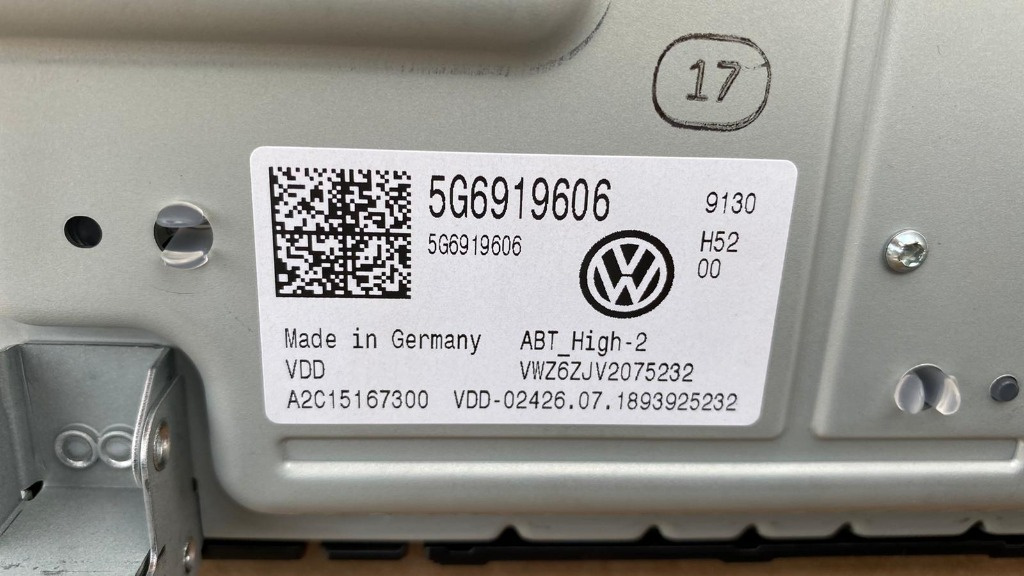 17
5G6919606 9130
5G6919606 H52
00
Made in Germany ABT_High-2
VDD VWZ6ZJV2075232
A2C15167300 VDD-02426.07.1893925232